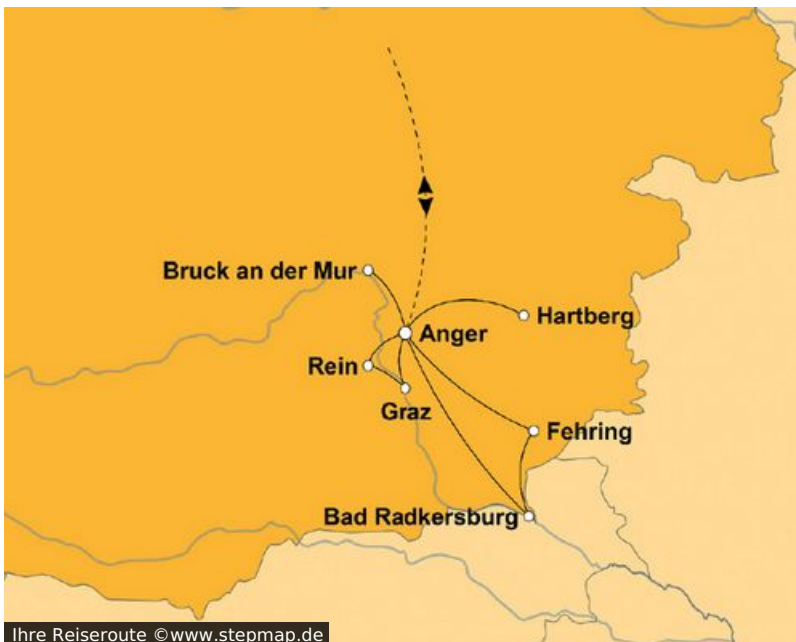 Bruck an der Mur
Hartberg
Anger
Rein
Graz
Fehring
Bad Radkersburg
Ihre Reiseroute ©www.stepmap.de